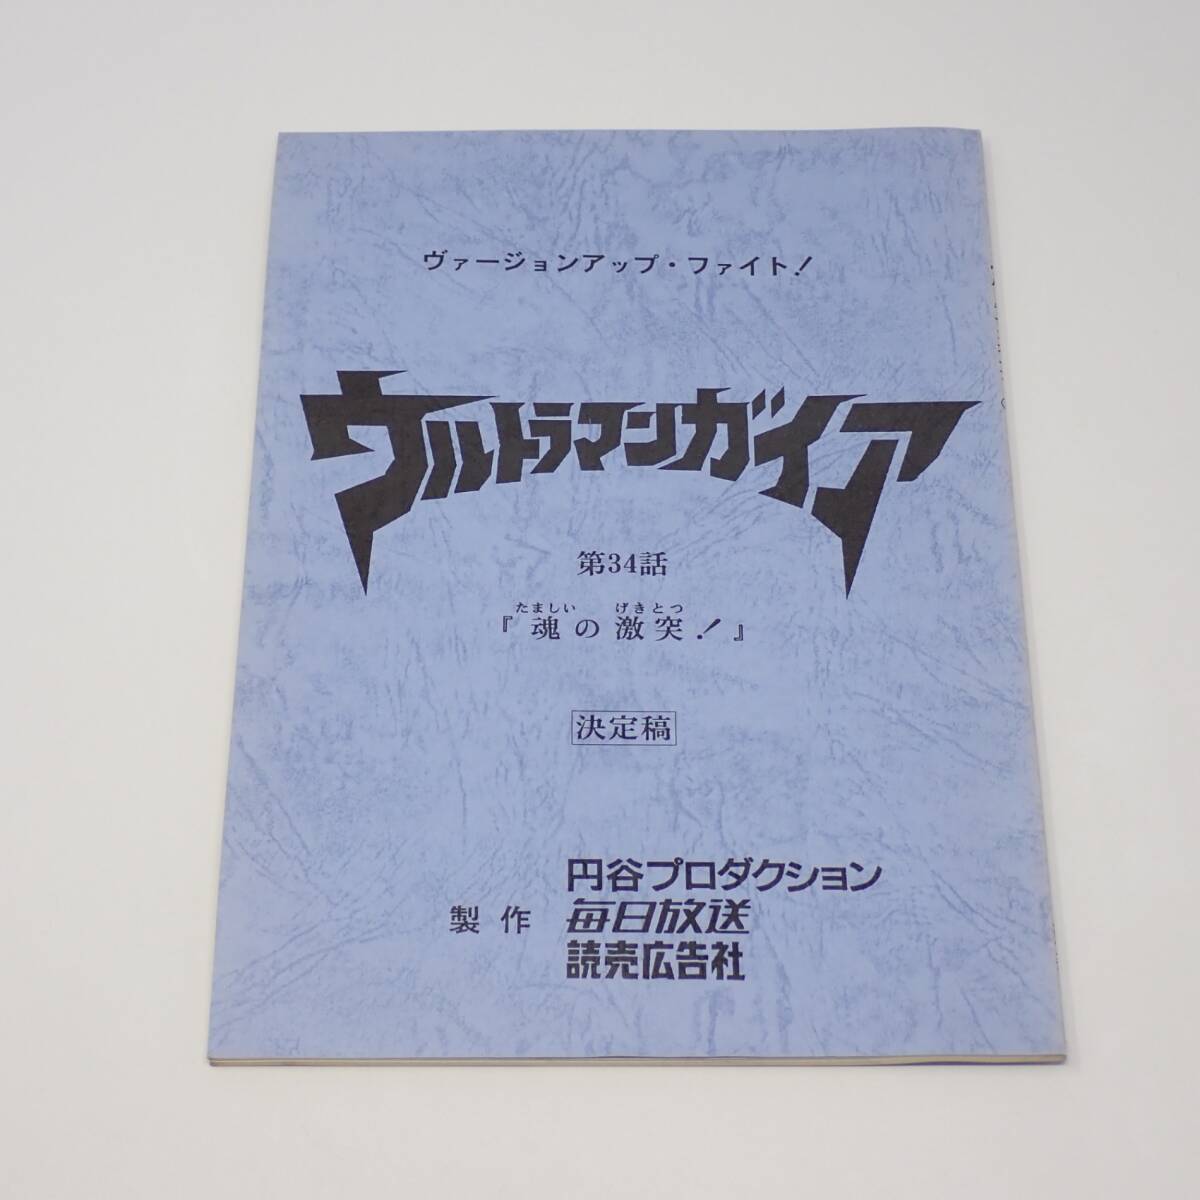 ヴァージョンアップ・ファイト！
ウルトラマンガイア
第34話
たましい げきとつ
『魂の激突！』
決定稿
製作
円谷プロダクション
毎日放送
読売広告社